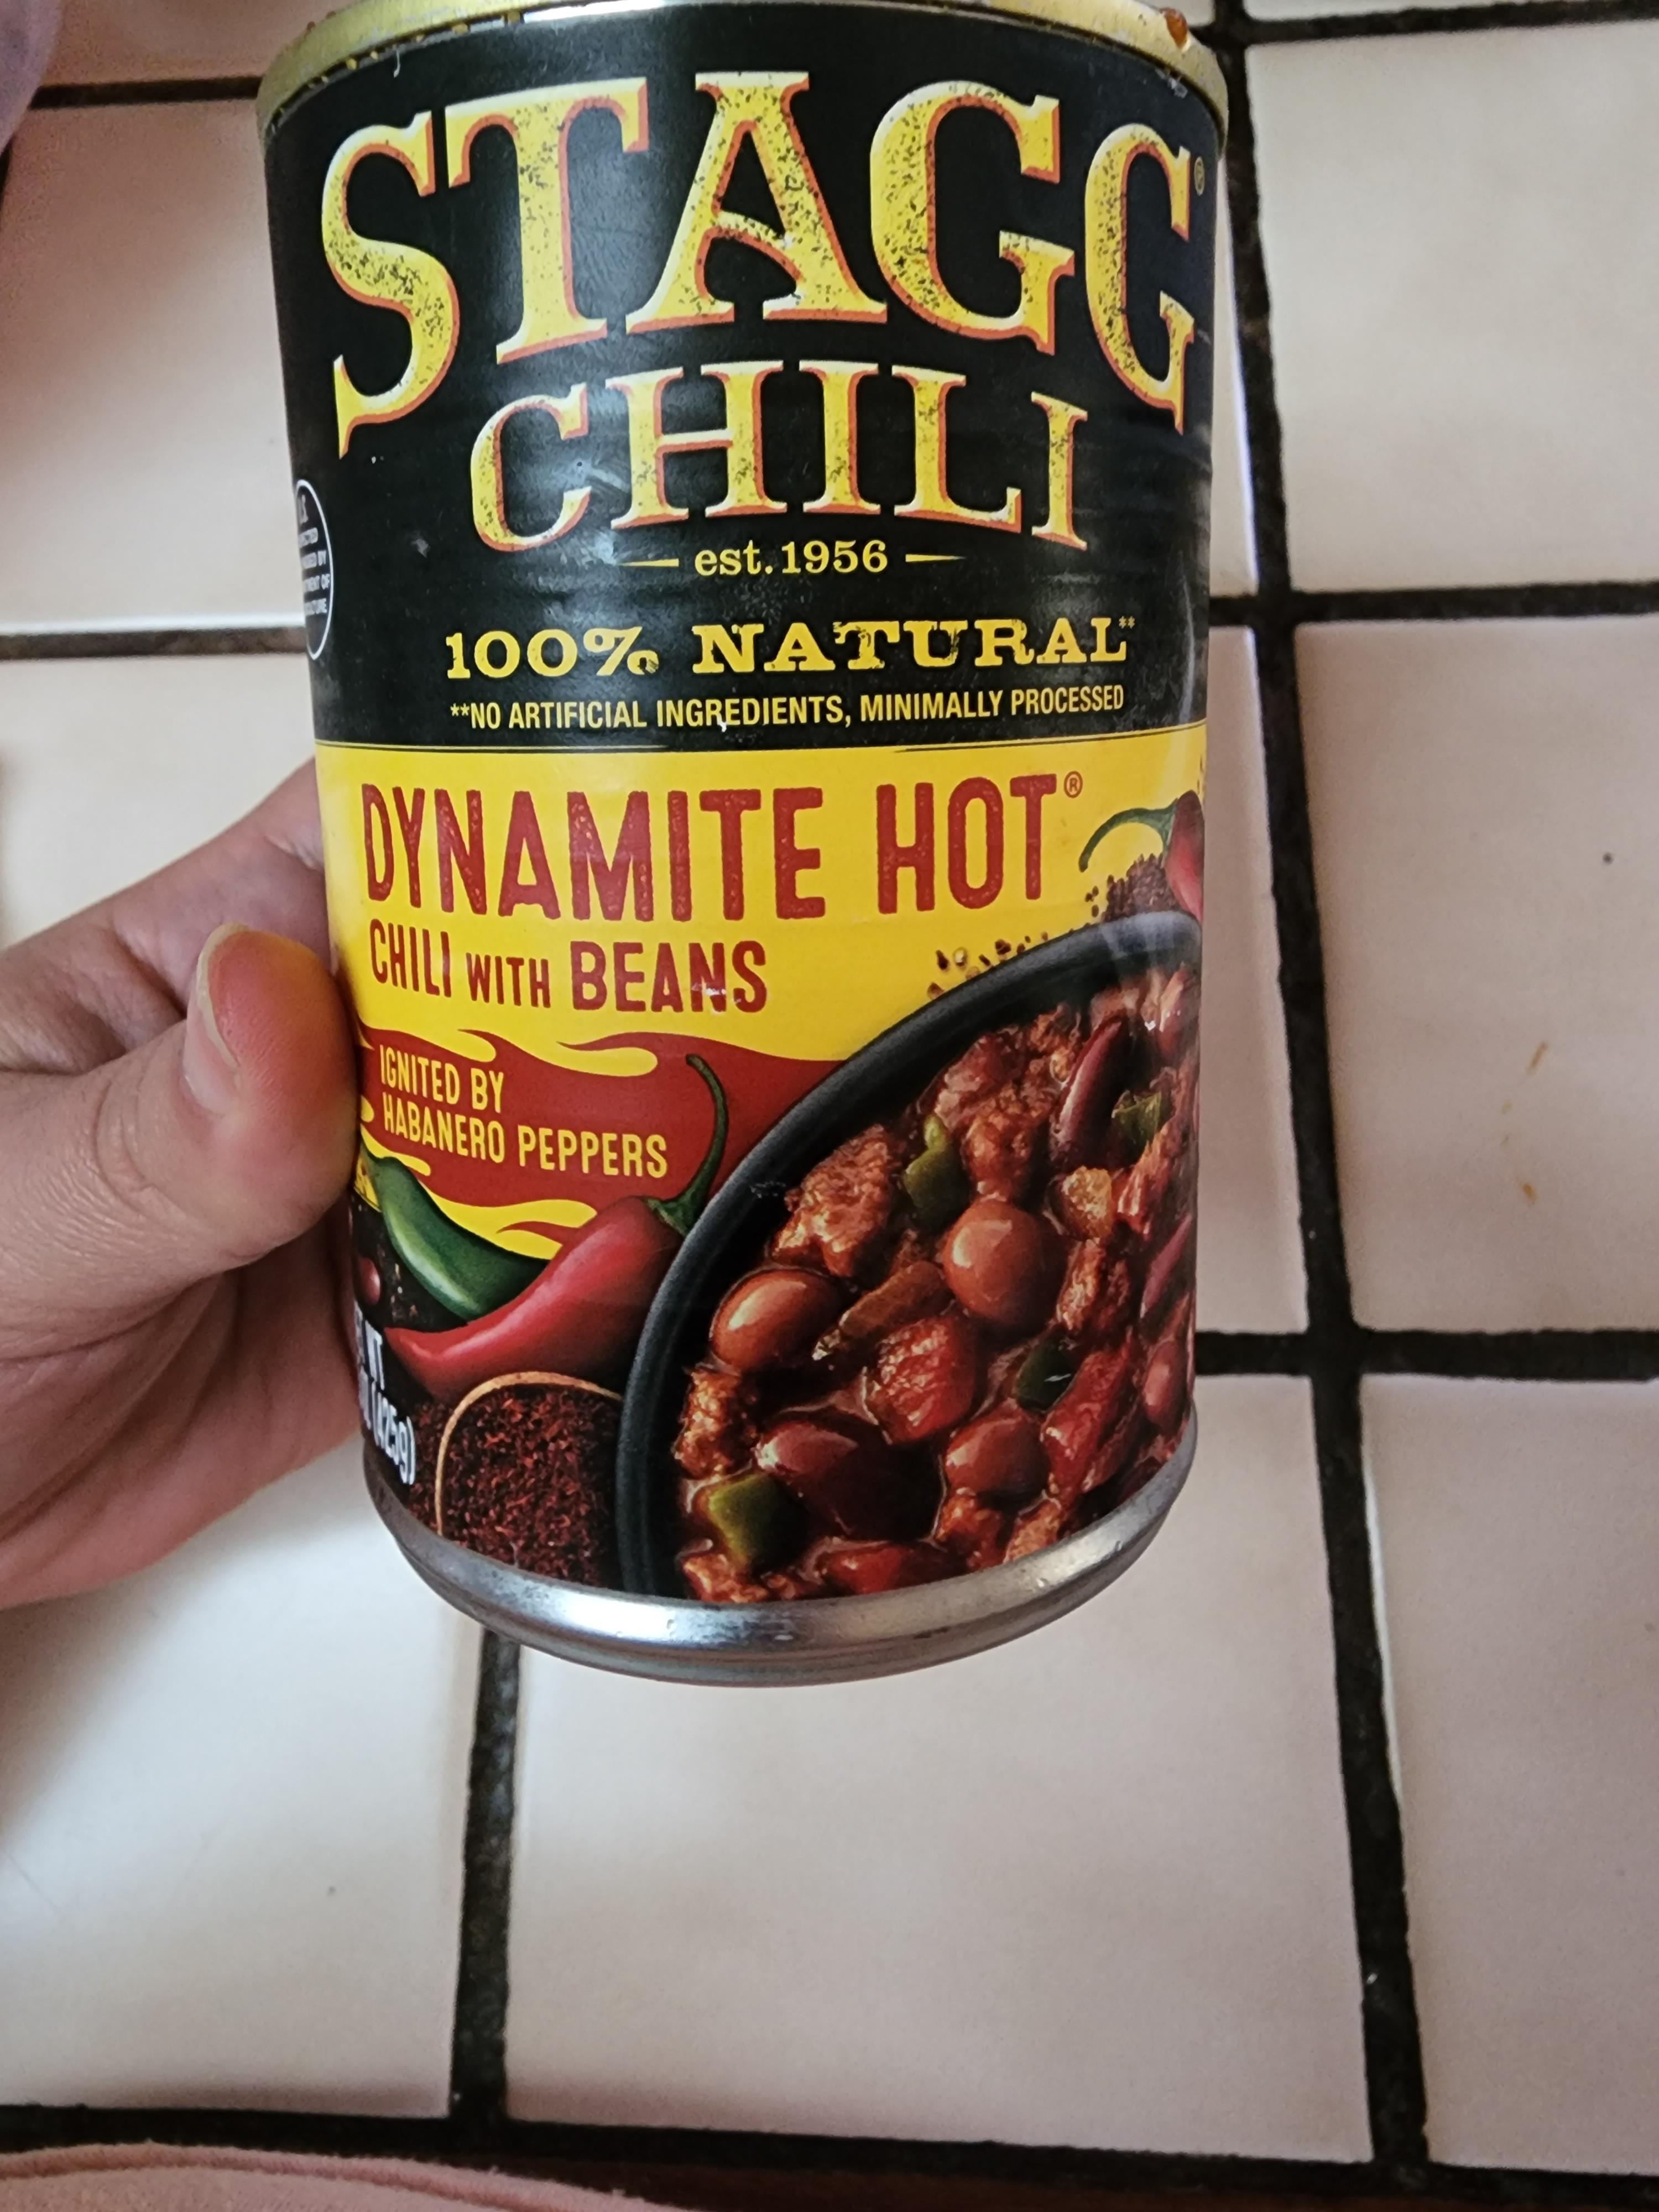 STAGG®
CHILI
est. 1956
100% NATURAL**
**NO ARTIFICIAL INGREDIENTS, MINIMALLY PROCESSED
DYNAMITE HOT®
CHILI WITH BEANS
IGNITED BY
HABANERO PEPPERS
(425g)